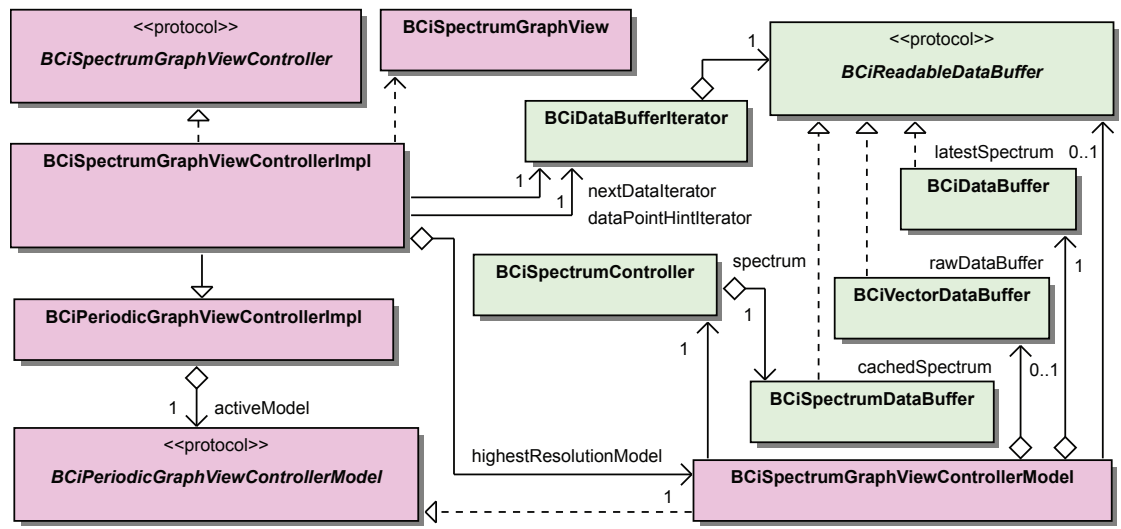 <<protocol>>
BCiSpectrumGraphViewController
BCiSpectrumGraphView
<<protocol>>
BCiReadableDataBuffer
1
BCiDataBufferIterator
BCiSpectrumGraphViewControllerImpl
latestSpectrum 0..1
1
nextDataIterator
1
dataPointHintIterator
BCiDataBuffer
spectrum
BCiSpectrumController
rawDataBuffer
1
BCiVectorDataBuffer
BCiPeriodicGraphViewControllerImpl
1
1
cachedSpectrum
0..1
BCiSpectrumDataBuffer
1
activeModel
<<protocol>>
BCiPeriodicGraphViewControllerModel
highestResolutionModel
1
BCiSpectrumGraphViewControllerModel